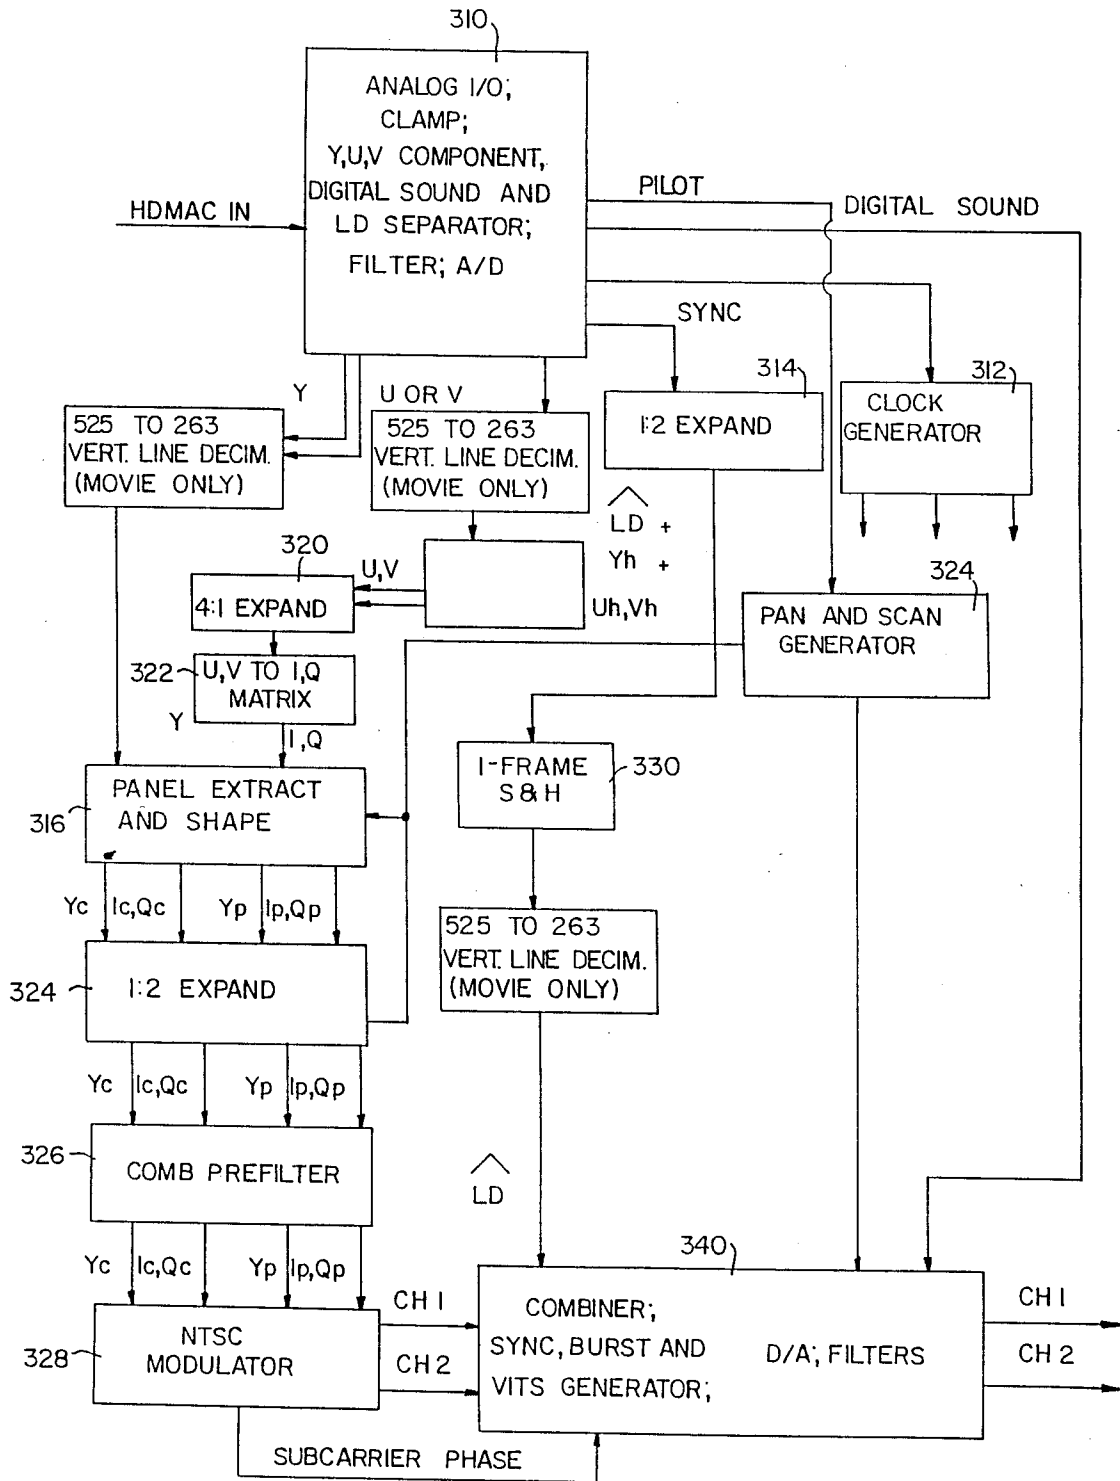 310
ANALOG I/O;
CLAMP;
Y,U,V COMPONENT,
DIGITAL SOUND AND
LD SEPARATOR;
FILTER; A/D
HDMAC IN
PILOT
DIGITAL SOUND
SYNC
314
1:2 EXPAND
312
CLOCK
GENERATOR
Y
U OR V
525 TO 263
VERT. LINE DECIM.
(MOVIE ONLY)
525 TO 263
VERT. LINE DECIM.
(MOVIE ONLY)
LD +
Yh +
Uh,Vh
320
U,V
4:1 EXPAND
324
PAN AND SCAN
GENERATOR
322
U,V TO I,Q
MATRIX
Y
I,Q
316
PANEL EXTRACT
AND SHAPE
1-FRAME
S & H
330
Yc Ic,Qc Yp Ip,Qp
324
1:2 EXPAND
525 TO 263
VERT. LINE DECIM.
(MOVIE ONLY)
Yc Ic,Qc Yp Ip,Qp
326
COMB PREFILTER
LD
Yc Ic,Qc Yp Ip,Qp
328
NTSC
MODULATOR
CH 1
CH 2
340
COMBINER;
SYNC, BURST AND
VITS GENERATOR;
D/A; FILTERS
CH 1
CH 2
SUBCARRIER PHASE